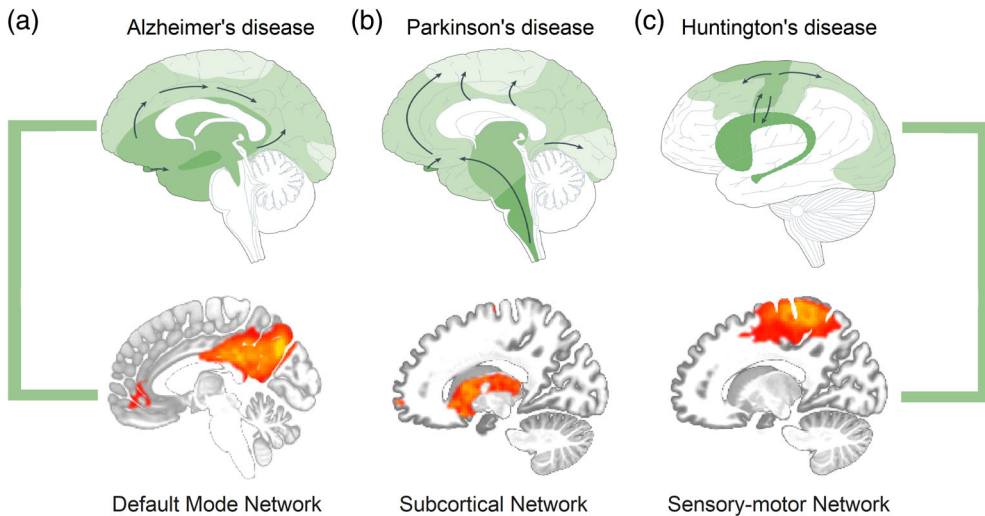 (a) Alzheimer's disease
(b) Parkinson's disease
(c) Huntington's disease
Default Mode Network
Subcortical Network
Sensory-motor Network